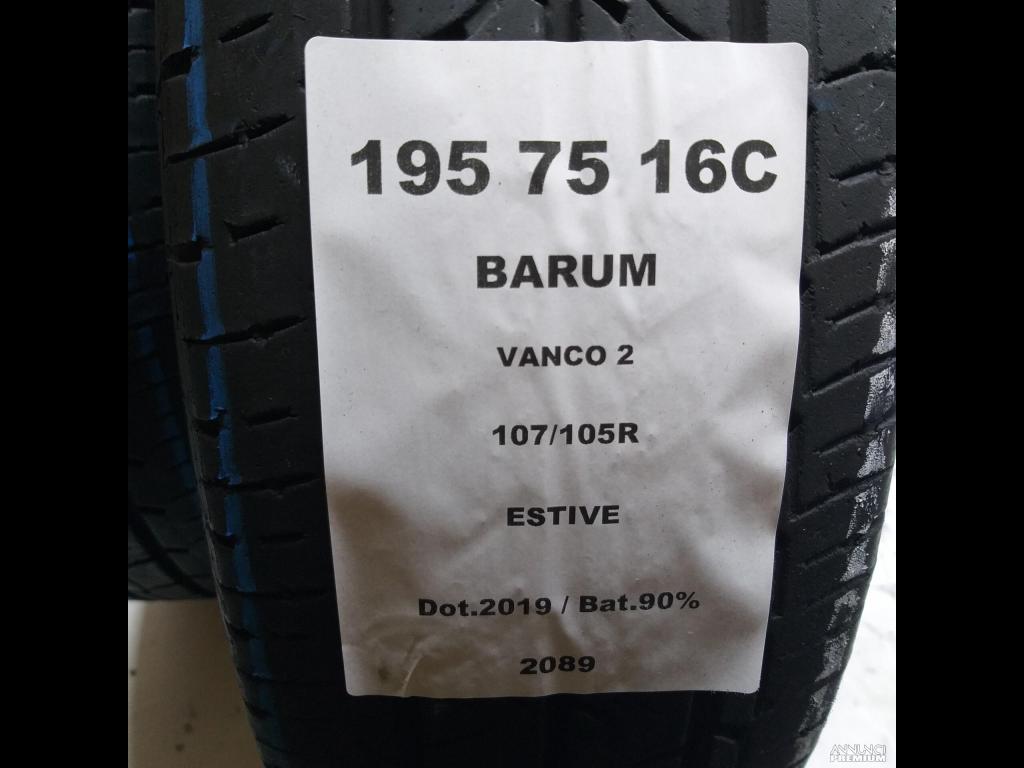 195 75 16C
BARUM
VANCO 2
107/105R
ESTIVE
Dot.2019 / Bat.90%
2089
ANNUNCI
PREMIUM